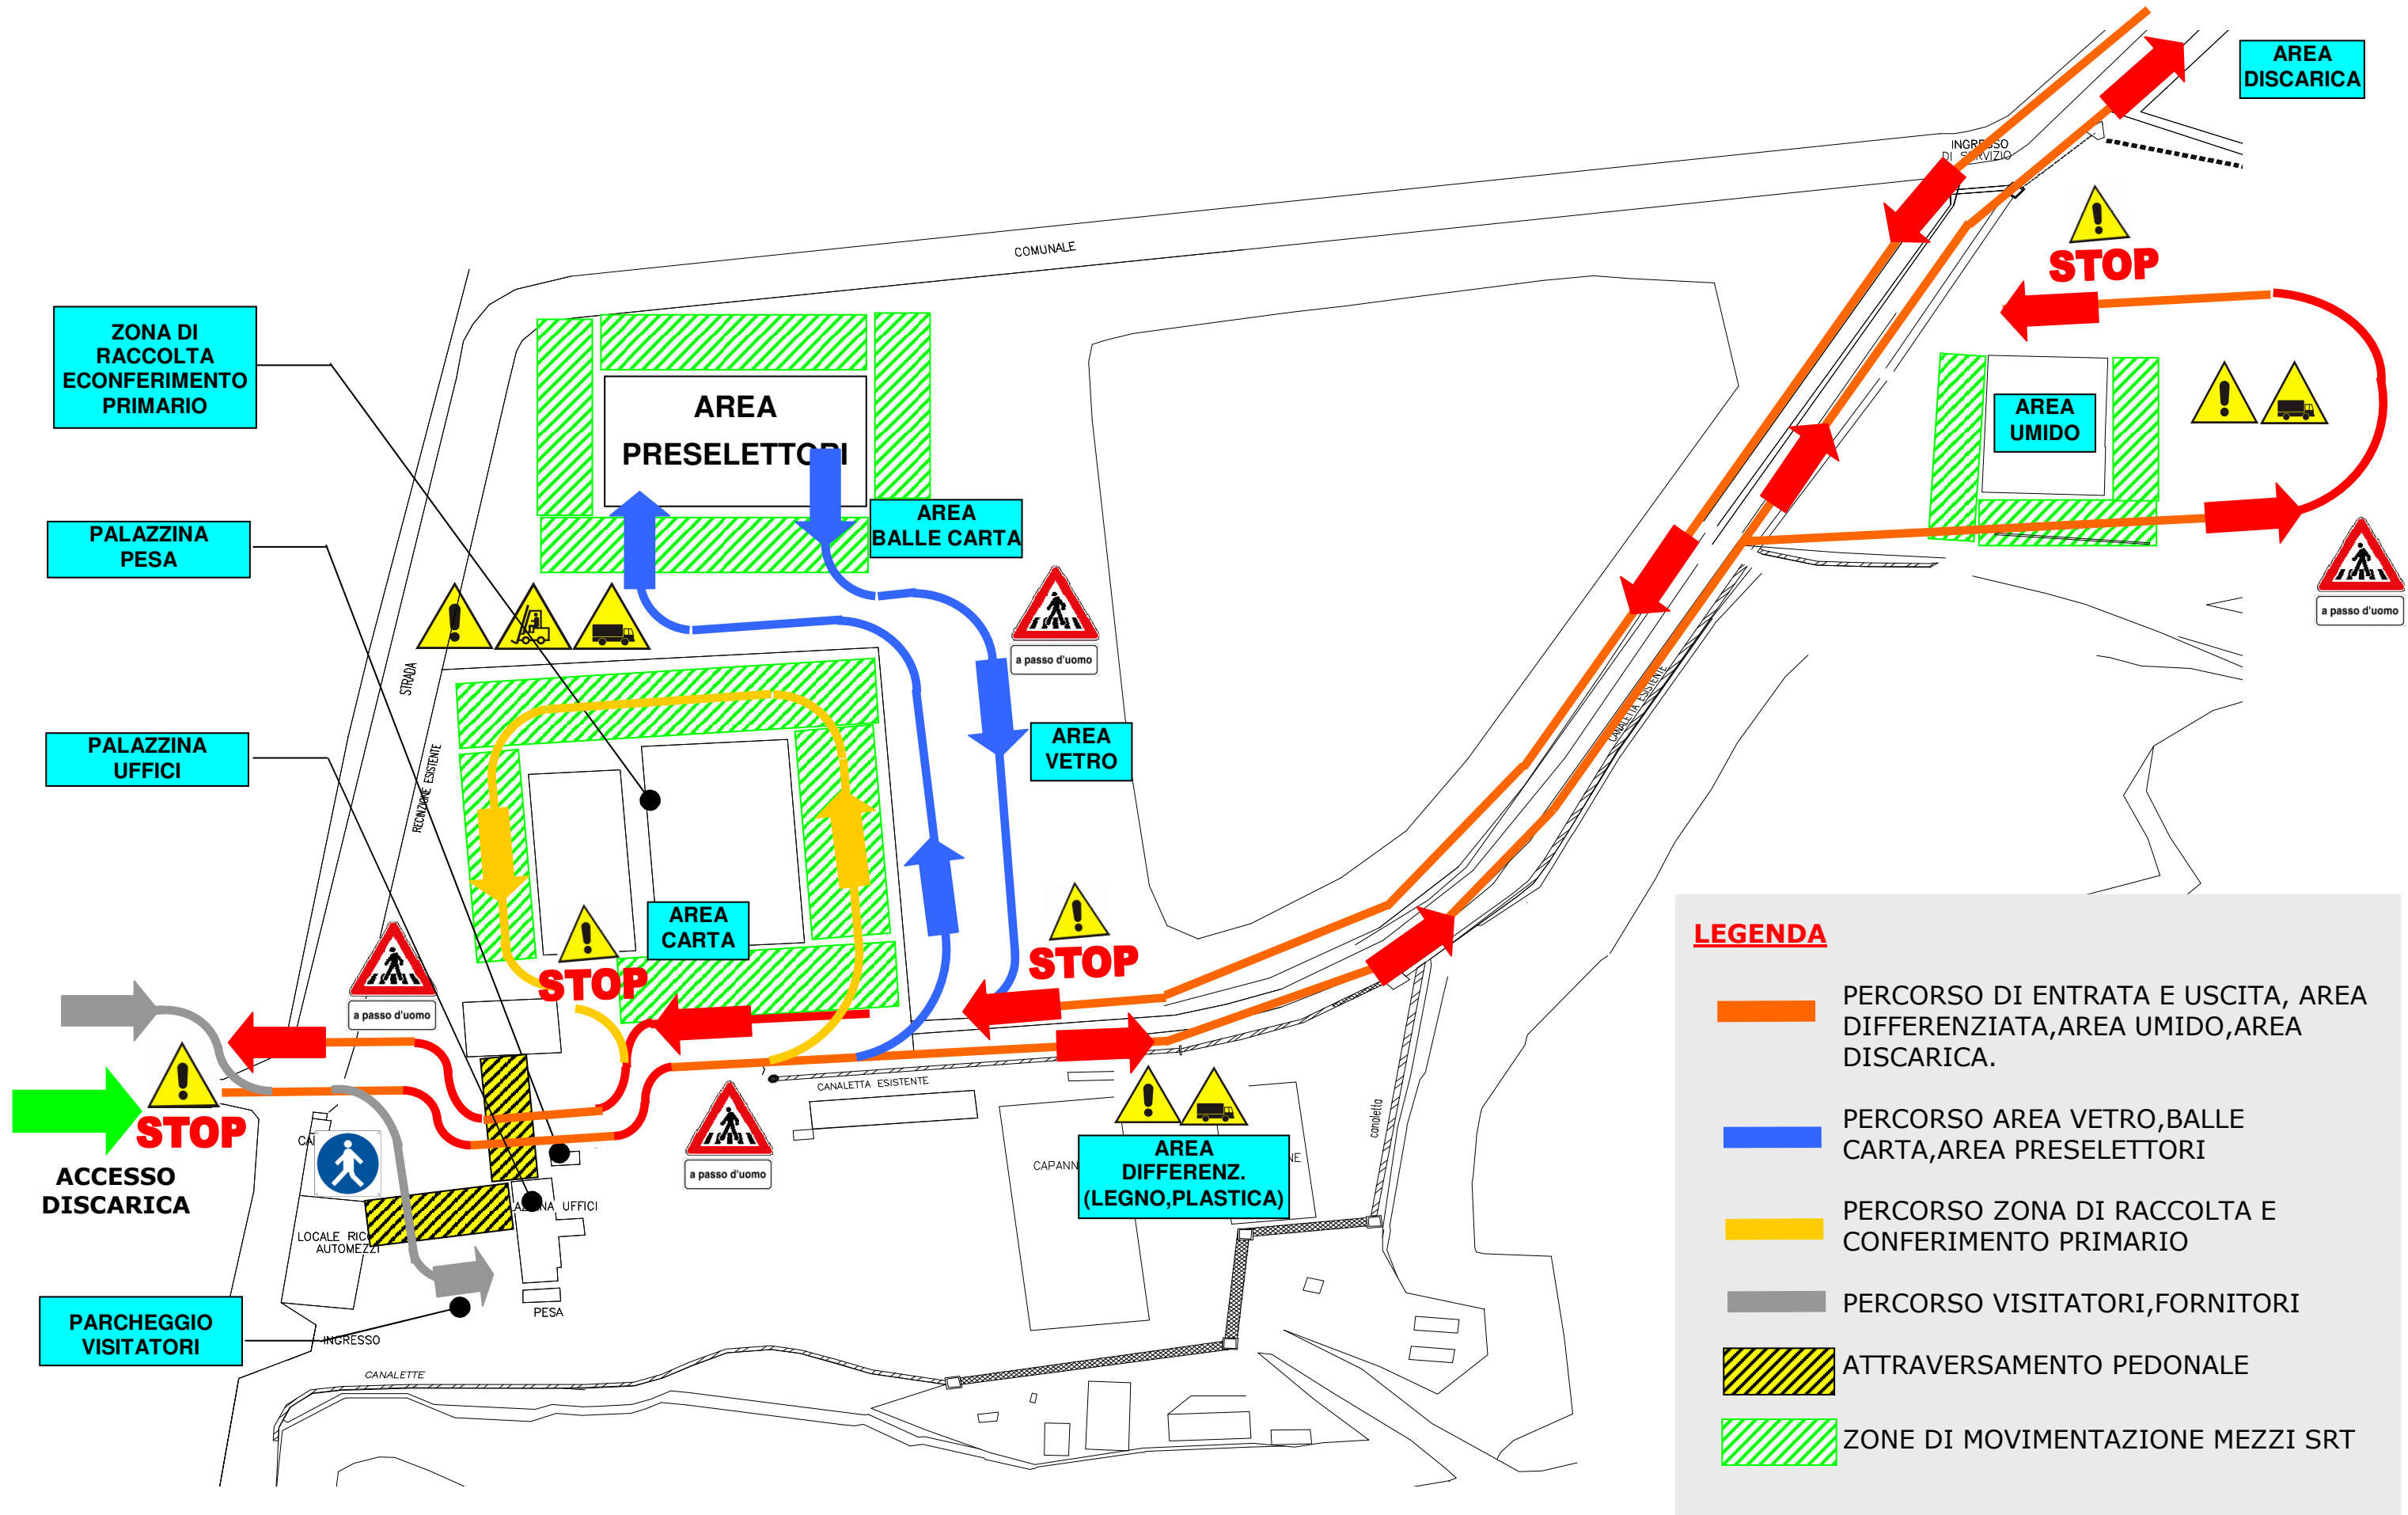 AREA
DISCARICA
INGRESSO
DI SERVIZIO
STOP
COMUNALE
ZONA DI
RACCOLTA
ECONFERIMENTO
PRIMARIO
AREA
PRESELETTORI
AREA
UMIDO
AREA
BALLE CARTA
PALAZZINA
PESA
a passo d'uomo
a passo d'uomo
STRADA
CANALETTA ESISTENTE
AREA
VETRO
PALAZZINA
UFFICI
RECINZIONE ESISTENTE
AREA
CARTA
STOP
STOP
a passo d'uomo
CANALETTA ESISTENTE
STOP
a passo d'uomo
ACCESSO
DISCARICA
canaletta
AREA
DIFFERENZ.
(LEGNO,PLASTICA)
UFFICI
LOCALE
AUTOMEZZI
PESA
PARCHEGGIO
VISITATORI
INGRESSO
CANALETTE
LEGENDA
PERCORSO DI ENTRATA E USCITA, AREA
DIFFERENZIATA,AREA UMIDO,AREA
DISCARICA.
PERCORSO AREA VETRO,BALLE
CARTA,AREA PRESELETTORI
PERCORSO ZONA DI RACCOLTA E
CONFERIMENTO PRIMARIO
PERCORSO VISITATORI,FORNITORI
ATTRAVERSAMENTO PEDONALE
ZONE DI MOVIMENTAZIONE MEZZI SRT